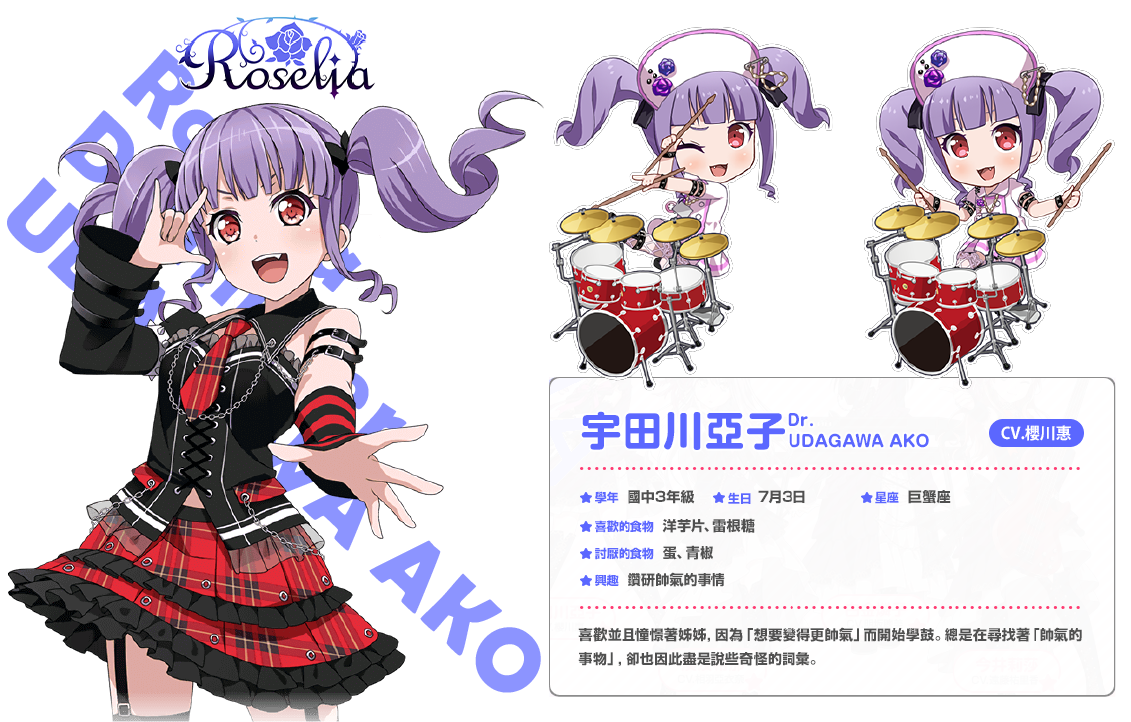 Roselia
宇田川亞子
Dr.
UDAGAWA AKO
CV.櫻川惠
學年 國中3年級 生日 7月3日 星座 巨蟹座
喜歡的食物 洋芋片、雷根糖
討厭的食物 蛋、青椒
興趣 鑽研帥氣的事情
喜歡並且憧憬著姊姊，因為「想要變得更帥氣」而開始學鼓。總是在尋找著「帥氣的
事物」，卻也因此盡是說些奇怪的詞彙。